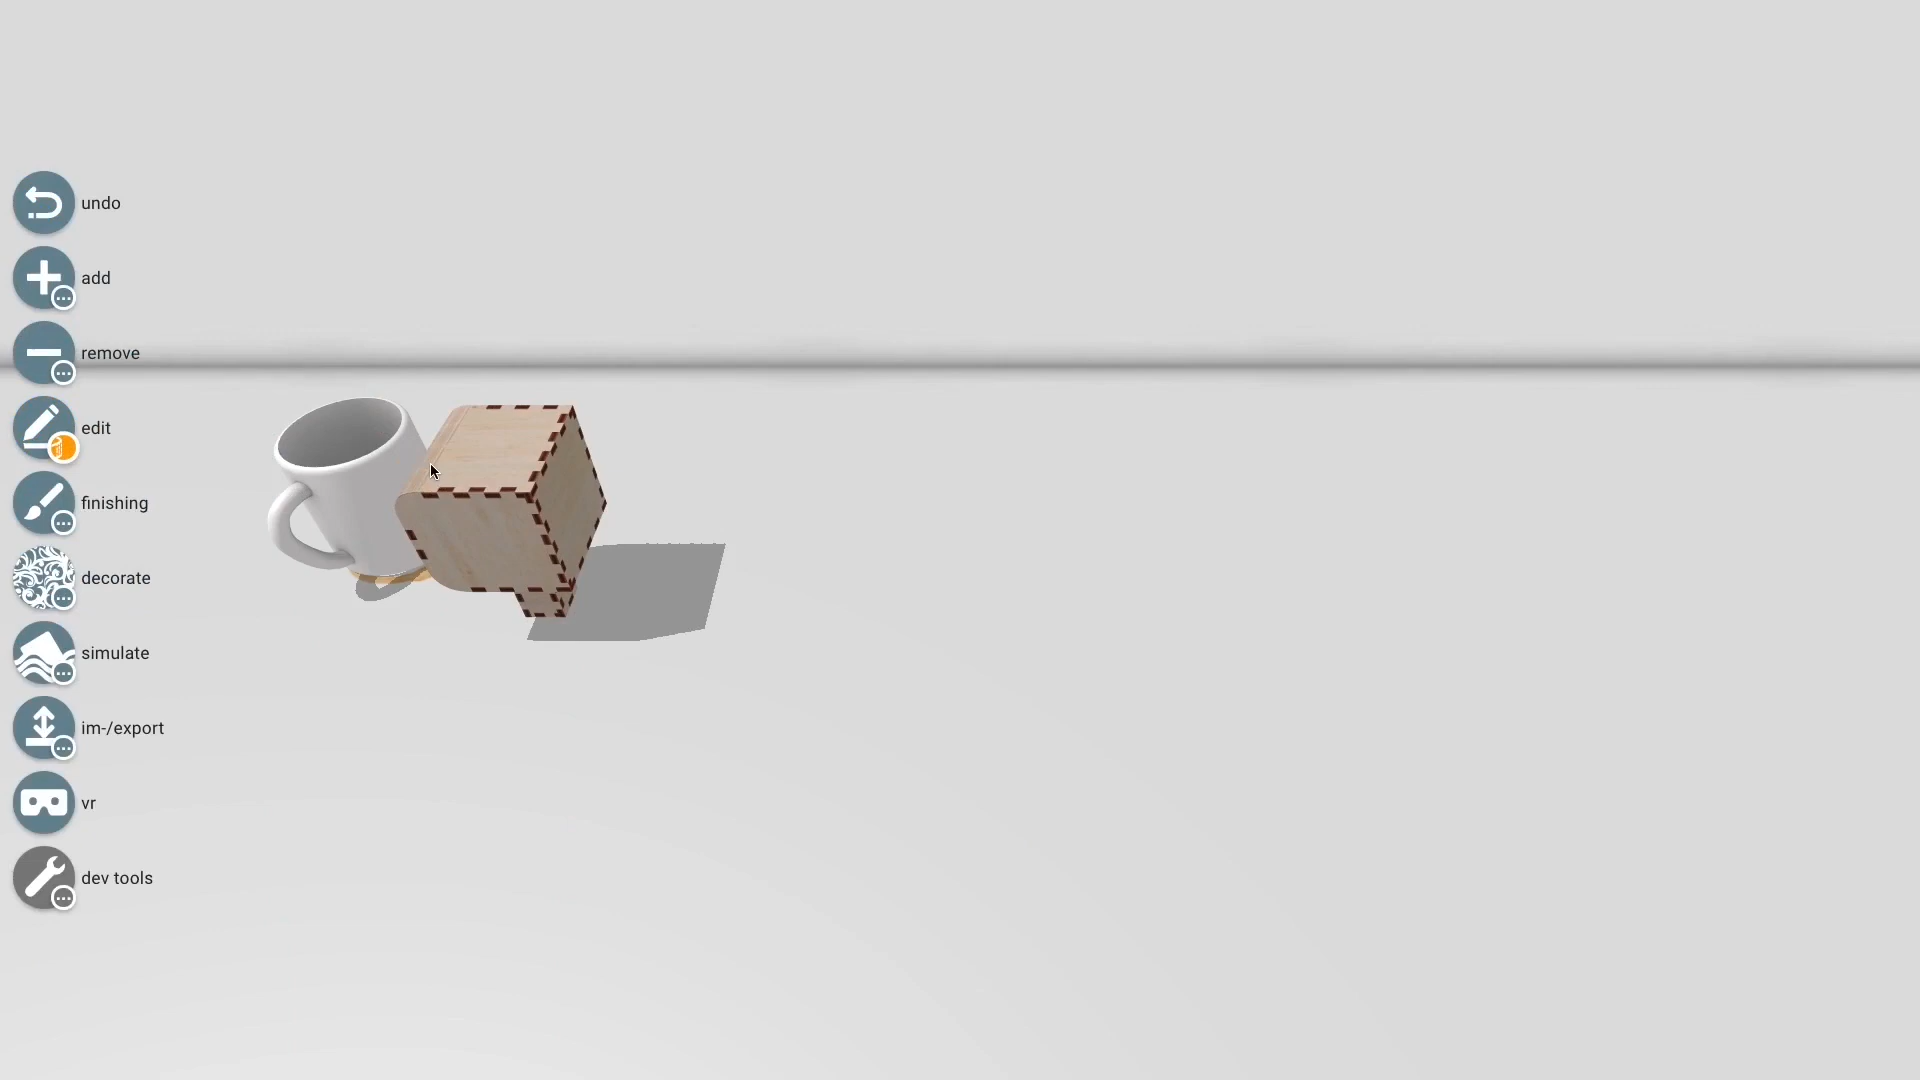 undo
add
remove
edit
finishing
decorate
simulate
im-/export
vr
dev tools